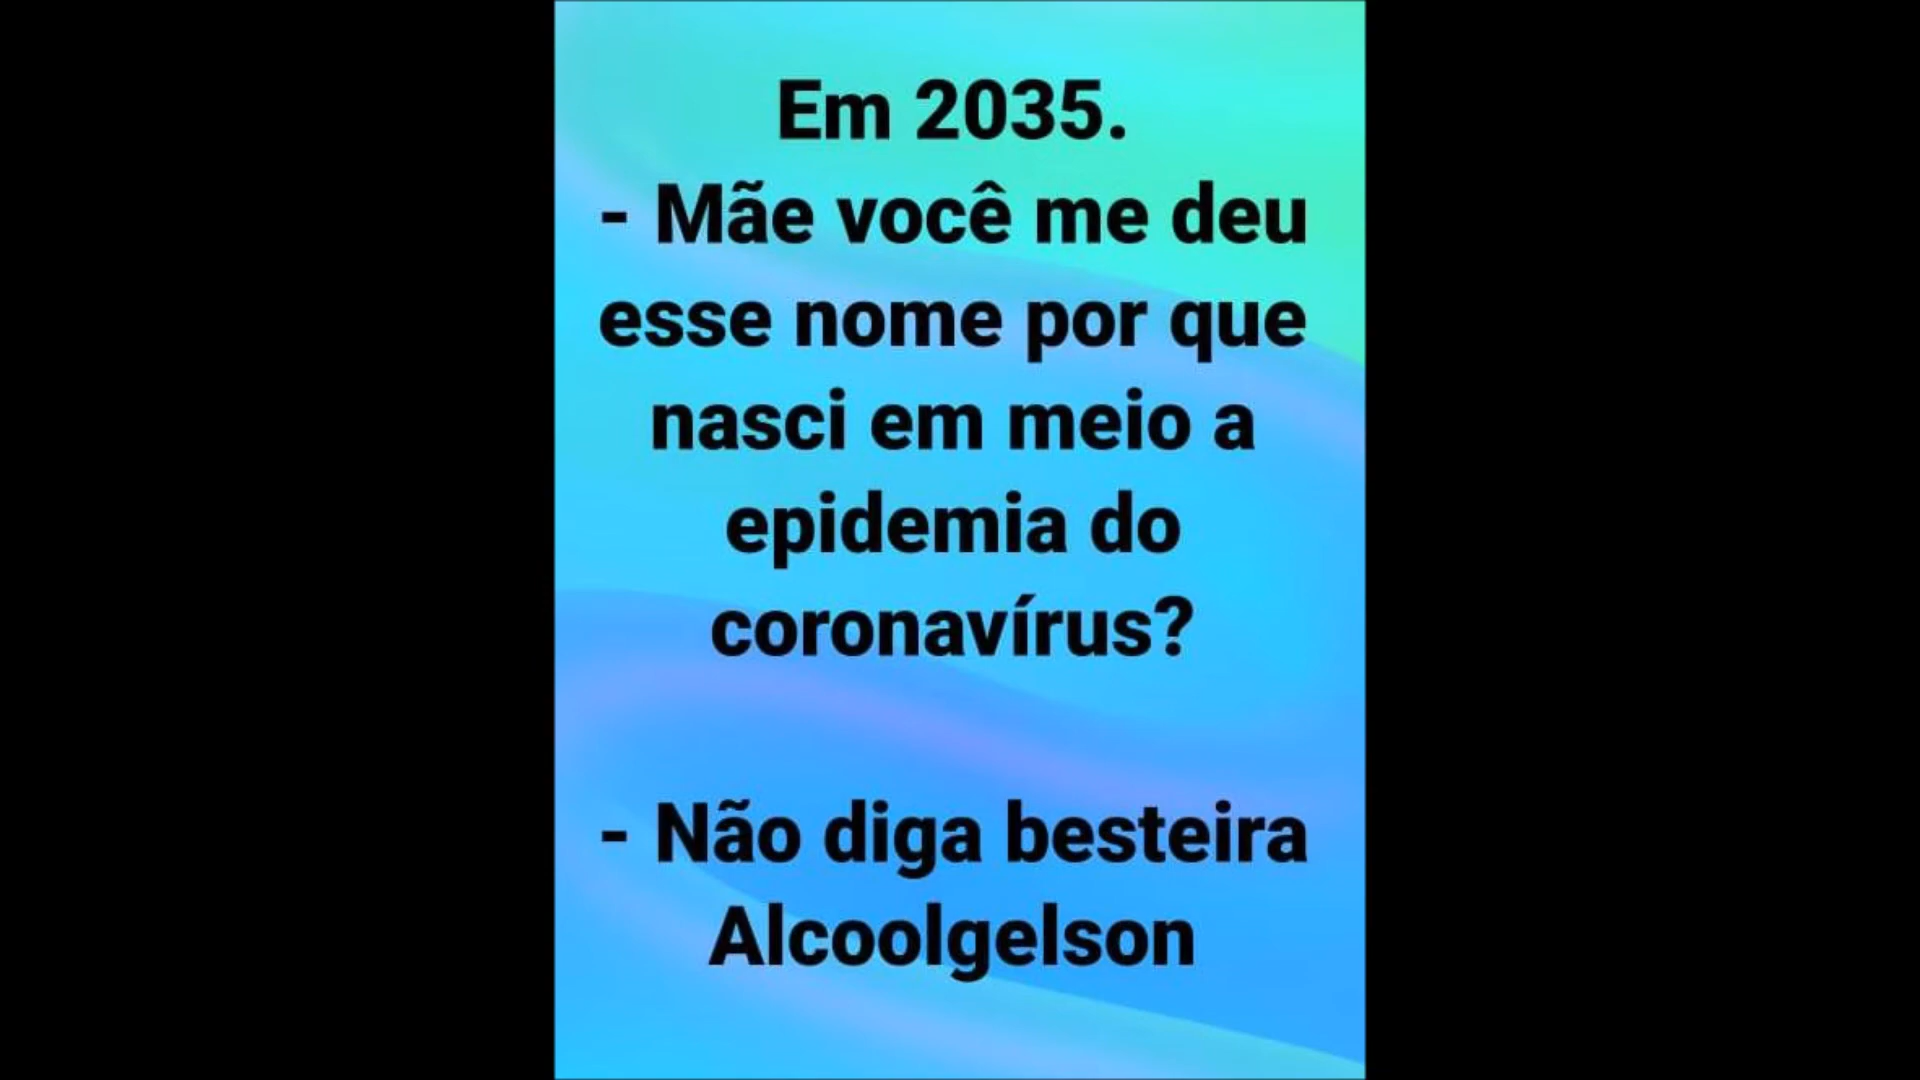 Em 2035.
- Mãe você me deu
esse nome por que
nasci em meio a
epidemia do
coronavírus?
- Não diga besteira
Alcoolgelson